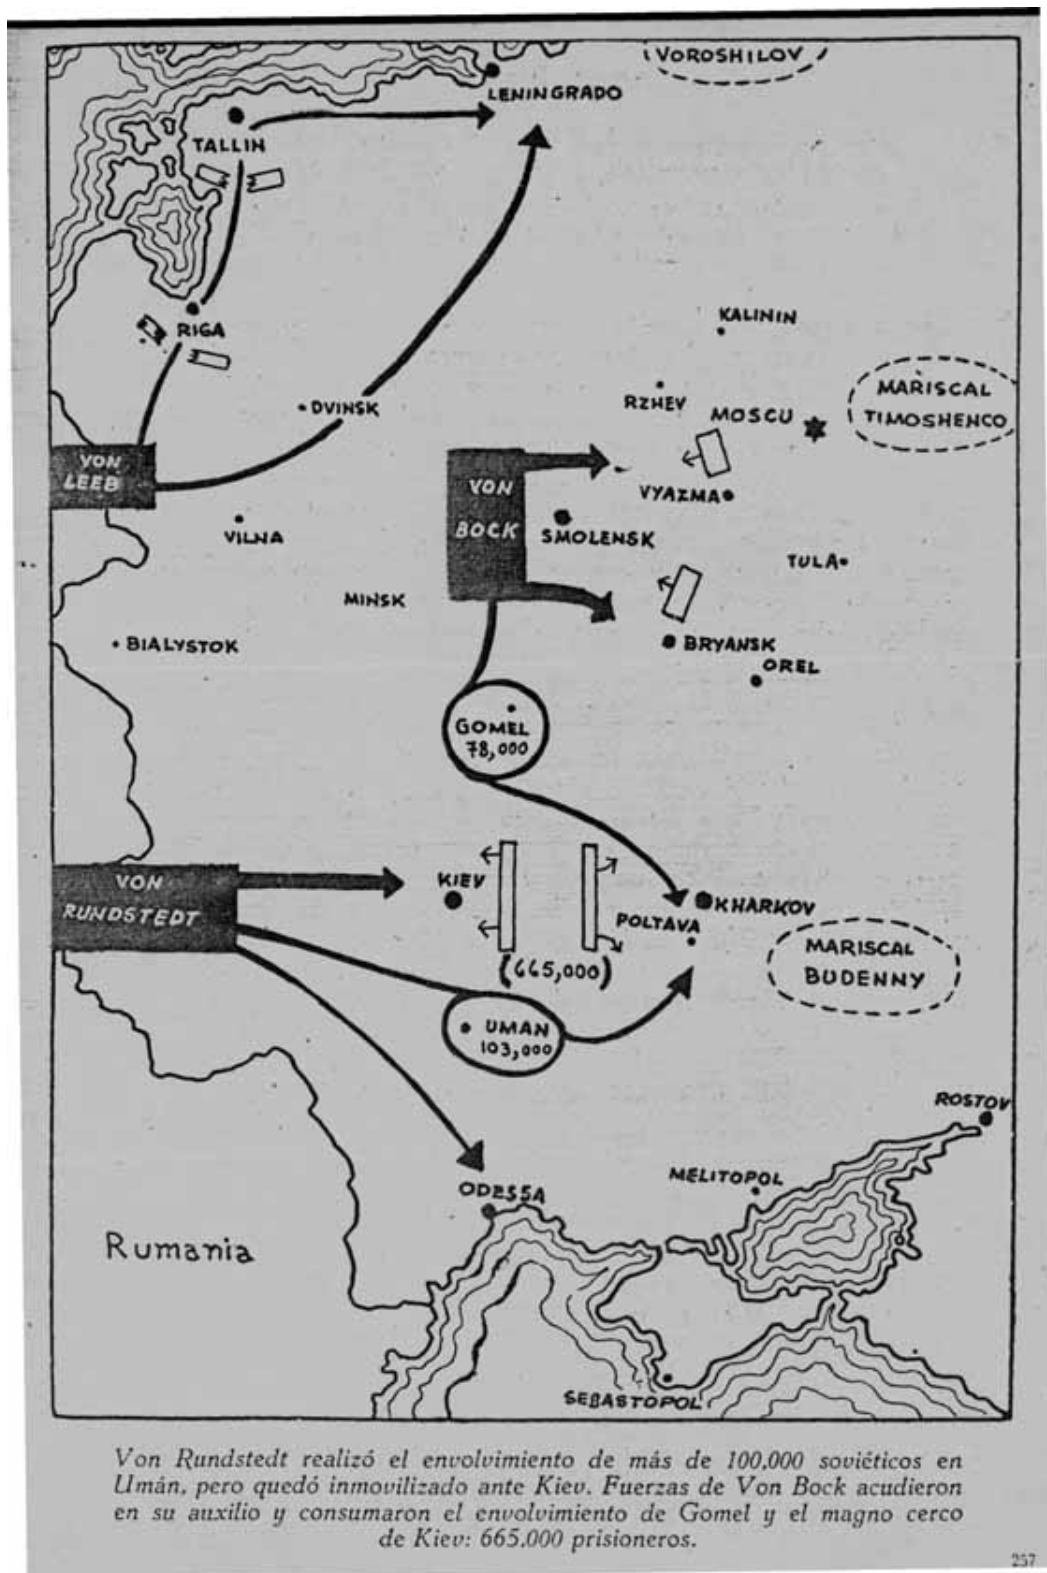 VOROSHILOV
LENINGRADO
TALLIN
RIGA
KALININ
RZHEV
MOSCU
MARISCAL
TIMOSHENCO
DVINSK
VON
LEEB
VON
BOCK
VYAZMA
SMOLENSK
VILNA
TULA
MINSK
BIALYSTOK
BRYANSK
OREL
GOMEL
78,000
VON
RUNDSTEDT
KIEV
KHARKOV
POLTAVA
MARISCAL
BUDENNY
(665,000)
UMAN
103,000
ROSTOV
MELITOPOL
ODESSA
Rumania
SEBASTOPOL
Von Rundstedt realizó el envolvimiento de más de 100,000 soviéticos en
Umán, pero quedó inmovilizado ante Kiev. Fuerzas de Von Bock acudieron
en su auxilio y consumaron el envolvimiento de Gomel y el magno cerco
de Kiev: 665.000 prisioneros.
257